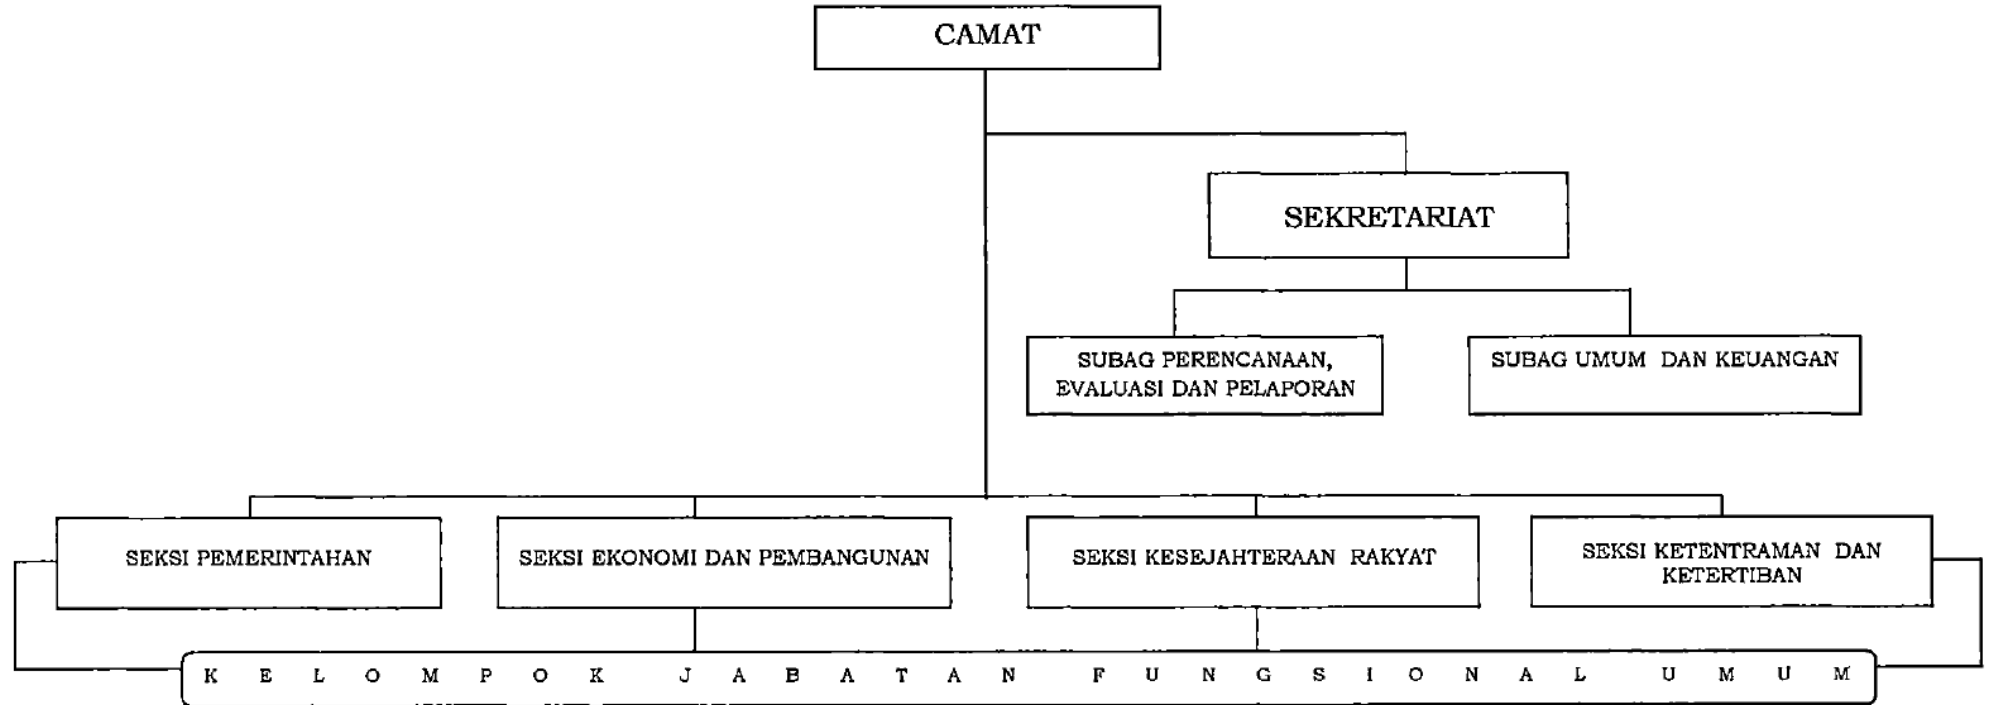 CAMAT
SEKRETARIAT
SUBAG PERENCANAAN,
EVALUASI DAN PELAPORAN
SUBAG UMUM DAN KEUANGAN
SEKSI PEMERINTAHAN
SEKSI EKONOMI DAN PEMBANGUNAN
SEKSI KESEJAHTERAAN RAKYAT
SEKSI KETENTRAMAN DAN
KETERTIBAN
K E L O M P O K J A B A T A N F U N G S I O N A L U M U M